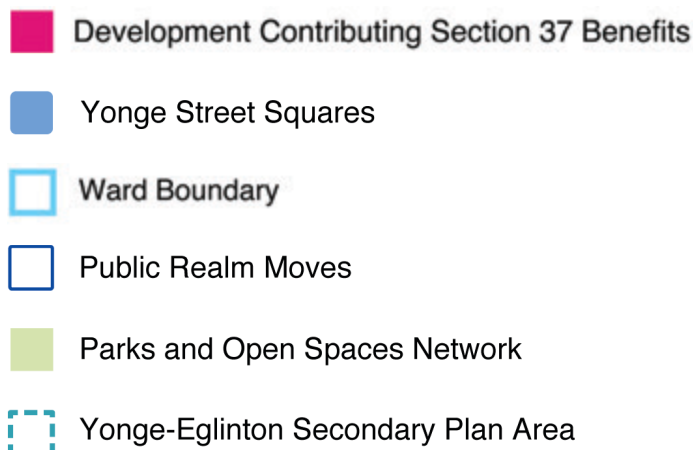 Development Contributing Section 37 Benefits
Yonge Street Squares
Ward Boundary
Public Realm Moves
Parks and Open Spaces Network
Yonge-Eglinton Secondary Plan Area